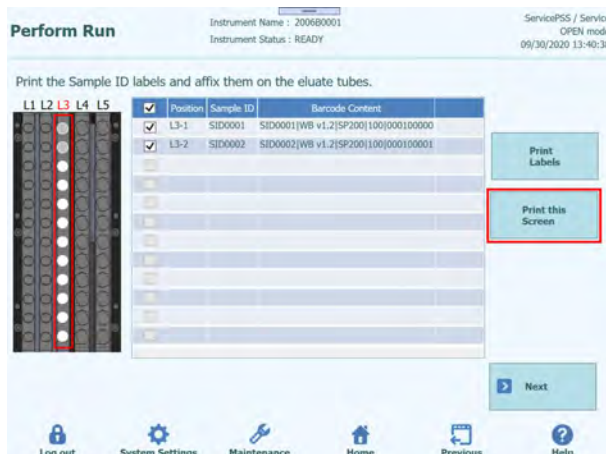 Perform Run
Instrument Name : 2006B0001
Instrument Status : READY
ServicePSS / Servic
OPEN mod
09/30/2020 13:40:3
Print the Sample ID labels and affix them on the eluate tubes.
L1 L2 L3 L4 L5
Position Sample ID Barcode Content
L3-1 SID0001 SID0001|WB v1.2|SP200|100|000100000
L3-2 SID0002 SID0002|WB v1.2|SP200|100|000100001
Print
Labels
Print this
Screen
Next
Log out System Settings Maintenance Home Previous Help